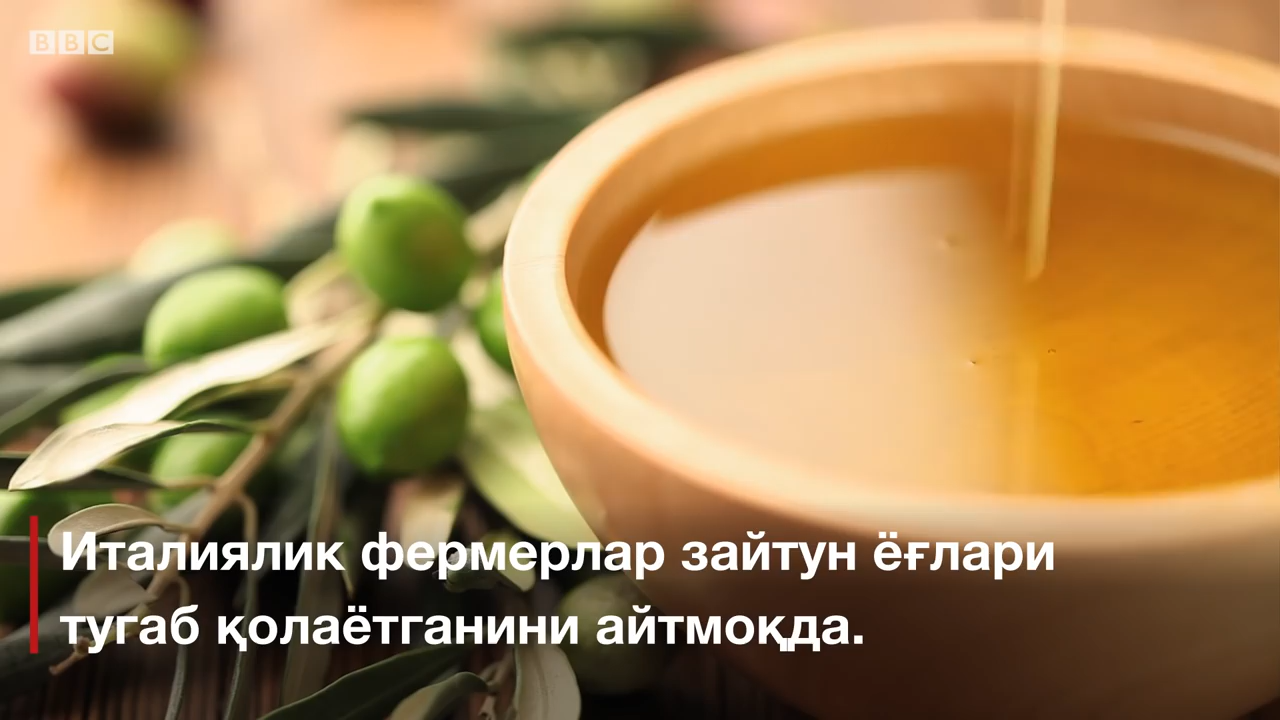 BBC
Италиялик фермерлар зайтун ёғлари
тугаб қолаётганини айтмоқда.